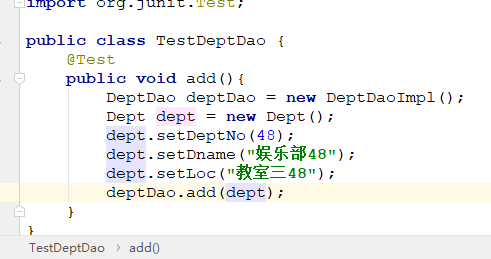 import org.junit.Test;
public class TestDeptDao {
@Test
public void add(){
DeptDao deptDao = new DeptDaoImpl();
Dept dept = new Dept();
dept.setDeptNo(48);
dept.setDname("娱乐部48");
dept.setLoc("教室三48");
deptDao.add(dept);
}
}
TestDeptDao › add()